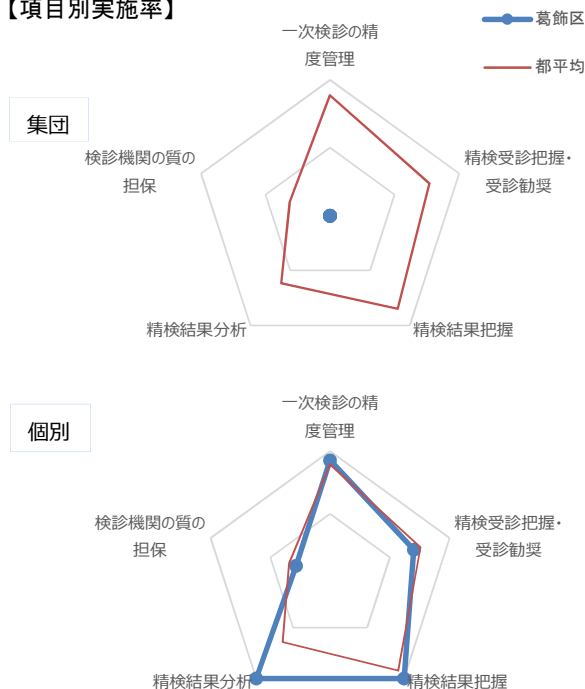 【項目別実施率】
葛飾区
都平均
集団
一次検診の精
度管理
精検受診把握・
受診勧奨
精検結果把握
精検結果分析
検診機関の質の
担保
個別
一次検診の精
度管理
精検受診把握・
受診勧奨
精検結果把握
精検結果分析
検診機関の質の
担保